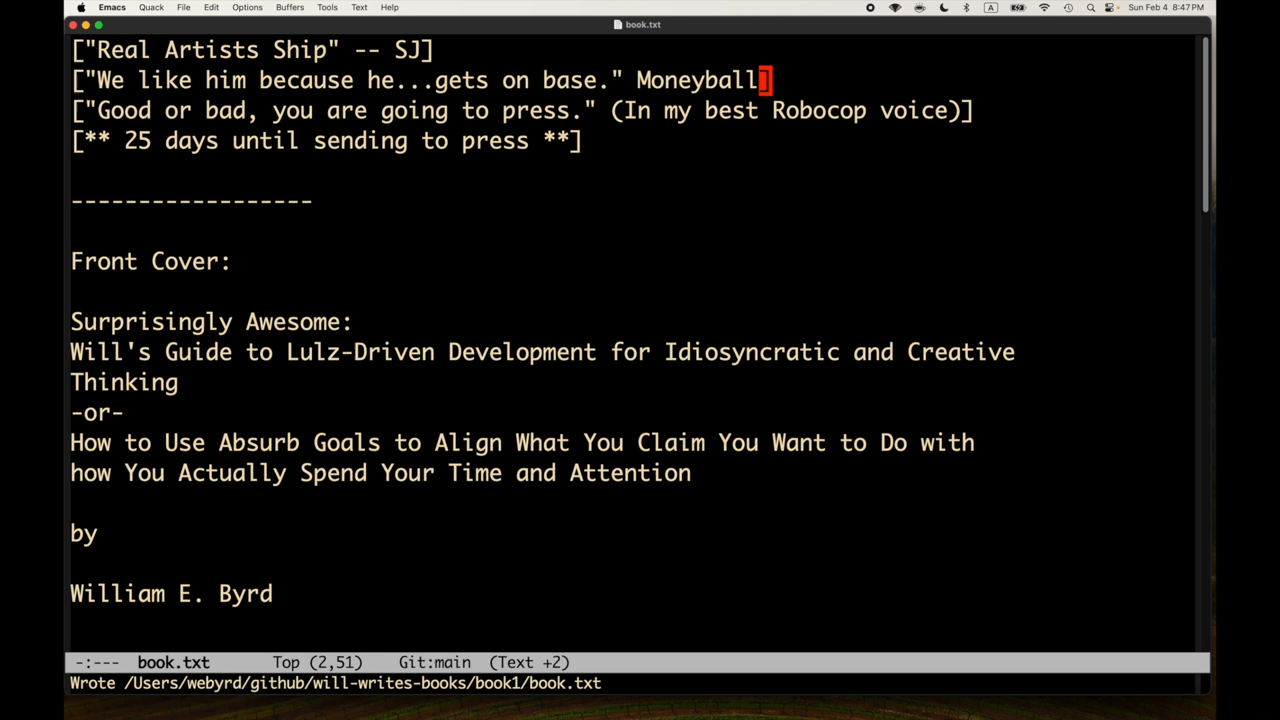 Emacs Quack File Edit Options Buffers Tools Text Help A Sun Feb 4 8:47 PM
book.txt
["Real Artists Ship" -- SJ]
["We like him because he...gets on base." Moneyball]
["Good or bad, you are going to press." (In my best Robocop voice)]
[** 25 days until sending to press **]
------------------
Front Cover:
Surprisingly Awesome:
Will's Guide to Lulz-Driven Development for Idiosyncratic and Creative
Thinking
-or-
How to Use Absurb Goals to Align What You Claim You Want to Do with
how You Actually Spend Your Time and Attention
by
William E. Byrd
-:--- book.txt Top (2,51) Git:main (Text +2)
Wrote /Users/webyrd/github/will-writes-books/book1/book.txt